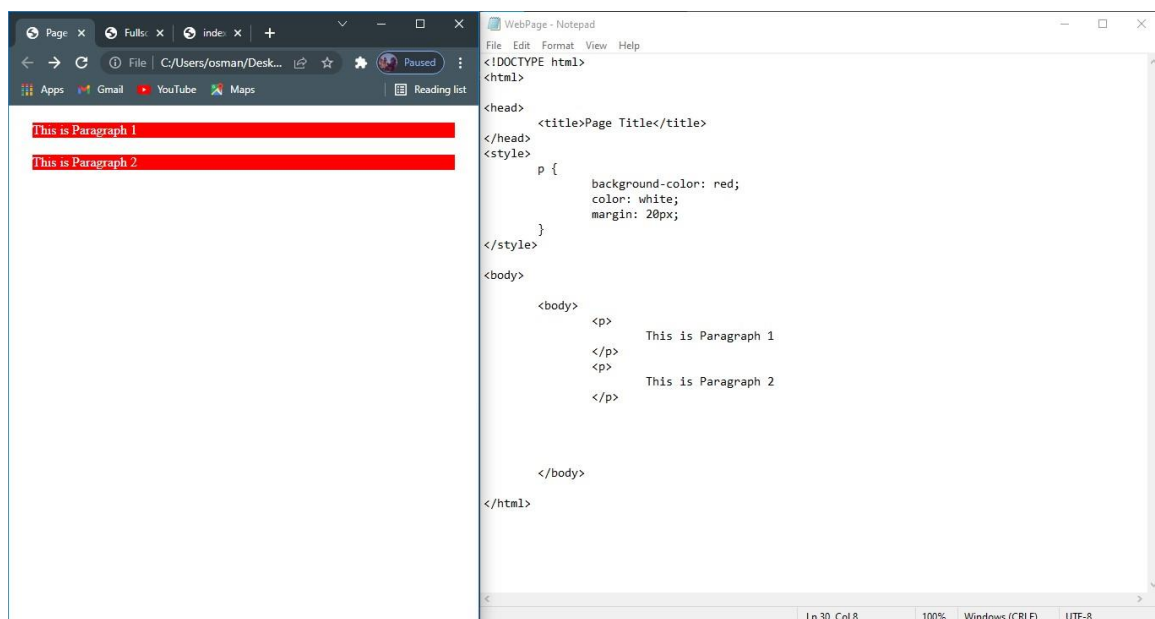 Page
Fulls
index
File | C:/Users/osman/Desk...
Paused
Apps Gmail YouTube Maps
Reading list
This is Paragraph 1
This is Paragraph 2
WebPage - Notepad
File Edit Format View Help
<!DOCTYPE html>
<html>
<head>
<title>Page Title</title>
</head>
<style>
p {
background-color: red;
color: white;
margin: 20px;
}
</style>
<body>
<body>
<p>
This is Paragraph 1
</p>
<p>
This is Paragraph 2
</p>
</body>
</html>
Ln 30, Col 8 100% Windows (CRLF) UTF-8